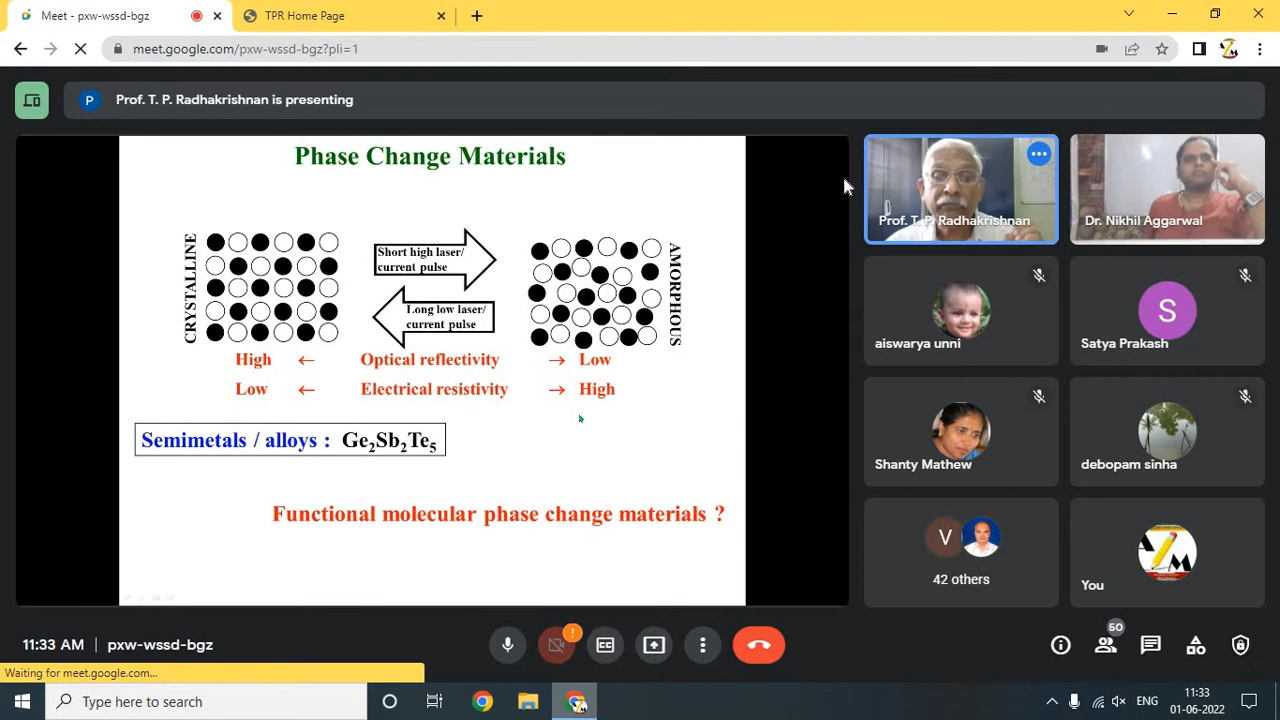 Meet - pxw-wssd-bgz
TPR Home Page
meet.google.com/pxw-wssd-bgz?pli=1
P
Prof. T. P. Radhakrishnan is presenting
Phase Change Materials
CRYSTALLINE
Short high laser/
current pulse
Long low laser/
current pulse
AMORPHOUS
High ← Optical reflectivity → Low
Low ← Electrical resistivity → High
Semimetals / alloys : Ge₂Sb₂Te₅
Functional molecular phase change materials ?
Prof. T. P. Radhakrishnan
Dr. Nikhil Aggarwal
aiswarya unni
S
Satya Prakash
Shanty Mathew
debopam sinha
V
42 others
You
11:33 AM | pxw-wssd-bgz
CC
50
Waiting for meet.google.com...
Type here to search
ENG
11:33
01-06-2022